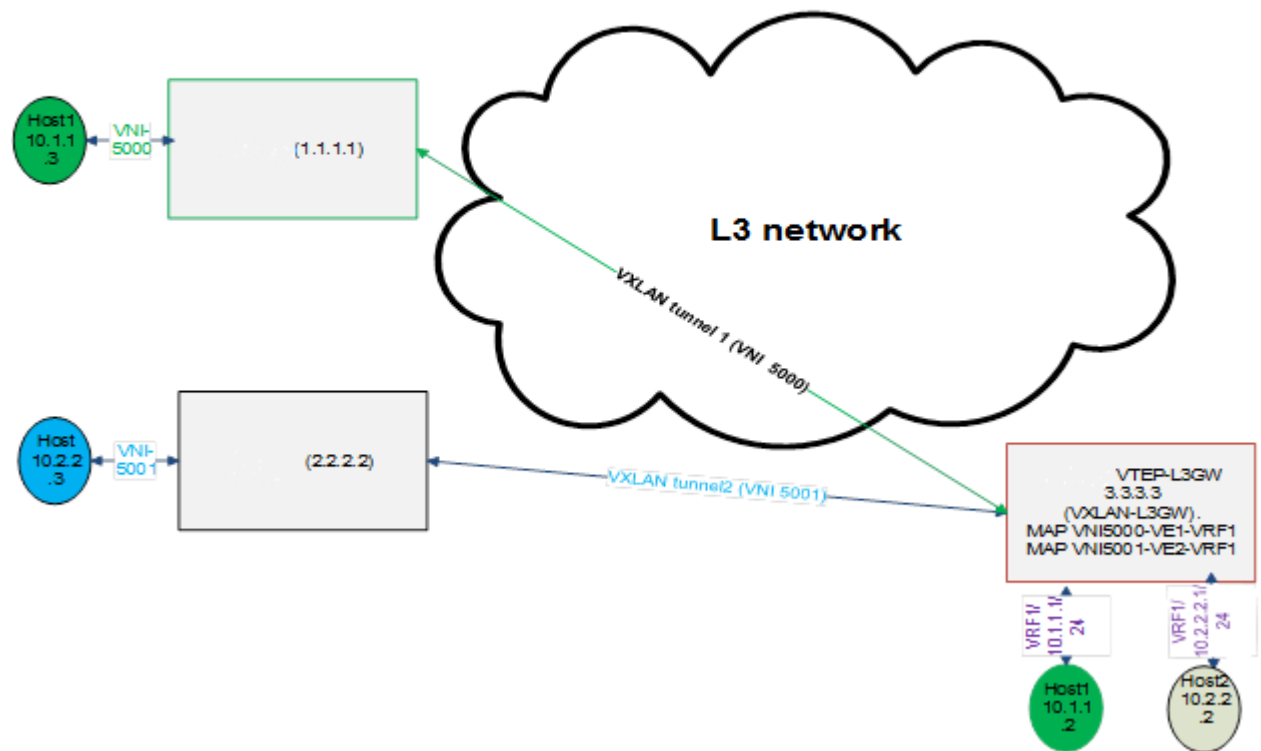 Host1
10.1.1
.3
VNI-
5000
(1.1.1.1)
L3 network
VXLAN tunnel 1 (VNI 5000)
Host
10.2.2
.3
VNI-
5001
(2.2.2.2)
VXLAN tunnel2 (VNI 5001)
VTEP-L3GW
3.3.3.3
(VXLAN-L3GW).
MAP VNI5000-VE1-VRF1
MAP VNI5001-VE2-VRF1
VRF1/
10.1.1.1/
24
VRF1/
10.2.2.2.1/
24
Host1
10.1.1
.2
Host2
10.2.2
.2